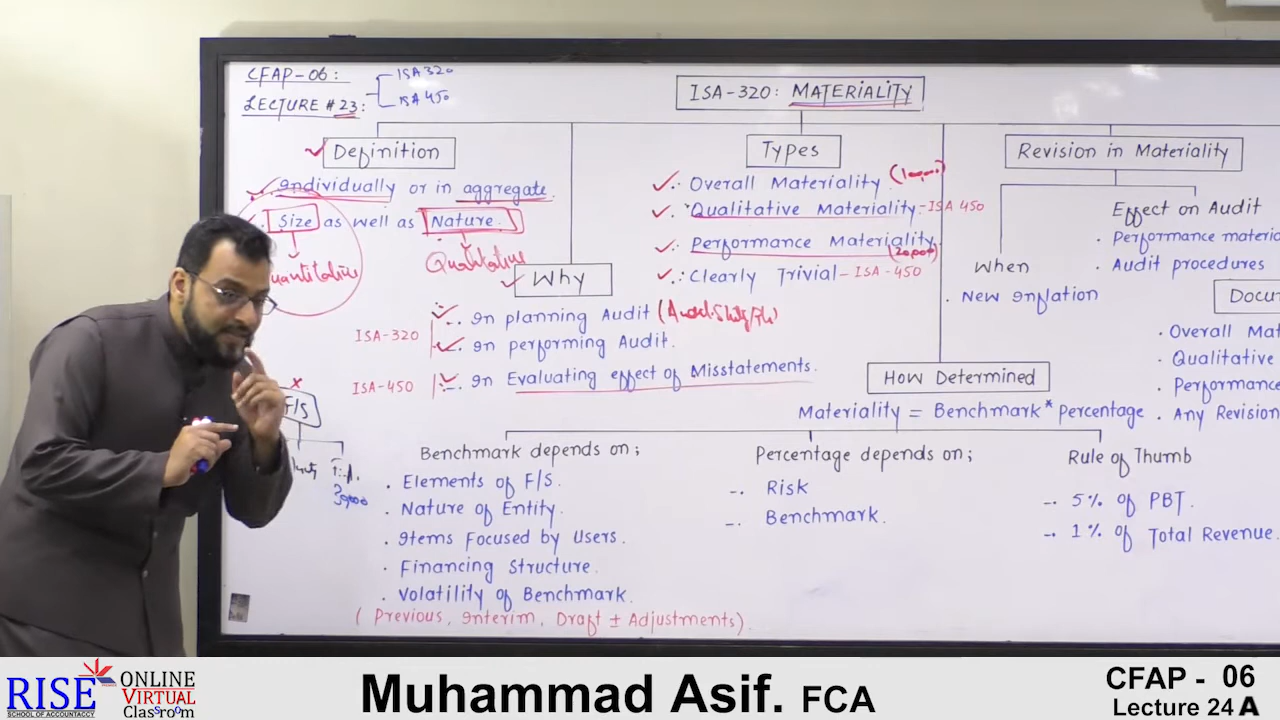 CFAP-06:
ISA 320
LECTURE #23:
ISA 450
ISA-320: MATERIALITY
Definition
individually or in aggregate
Size as well as Nature.
Quantitative
Qualitative
Why
ISA-320
In planning Audit
In performing Audit.
ISA-450
In Evaluating effect of Misstatements.
F/S
30,000
Types
Overall Materiality
Qualitative Materiality - ISA 450
Performance Materiality
(20,000)
Clearly Trivial - ISA-450
Revision in Materiality
When
New Inflation
Effect on Audit
Performance materia
Audit procedures
Docu
Overall Mat
Qualitative
Performance
Any Revision
How Determined
Materiality = Benchmark * percentage
Benchmark depends on;
Elements of F/S.
Nature of Entity.
Items Focused by Users.
Financing Structure.
Volatility of Benchmark.
(Previous, Interim, Draft ± Adjustments).
Percentage depends on;
Risk
Benchmark.
Rule of Thumb
5% of PBT.
1% of Total Revenue.
RISE
SCHOOL OF ACCOUNTANCY
ONLINE
VIRTUAL
Classroom
Muhammad Asif. FCA
CFAP - 06
Lecture 24 A